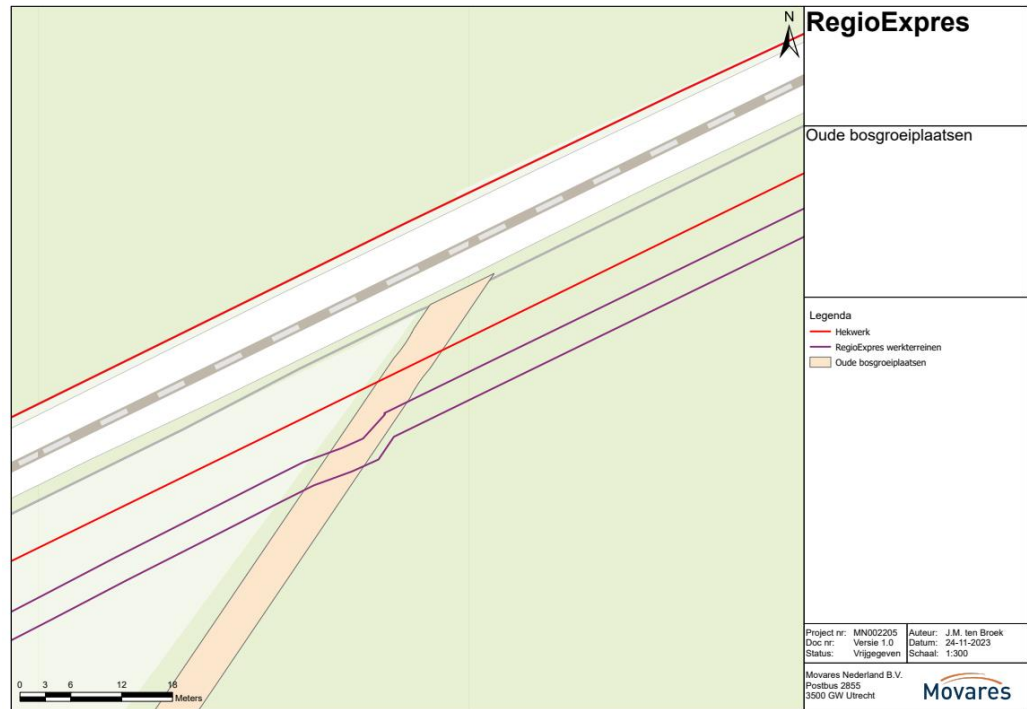 N
RegioExpres
Oude bosgroeiplaatsen
Legenda
Hekwerk
RegioExpres werkterreinen
Oude bosgroeiplaatsen
0 3 6 12 18
Meters
Project nr: MN002205 Auteur: J.M. ten Broek
Doc nr: Versie 1.0 Datum: 24-11-2023
Status: Vrijgegeven Schaal: 1:300
Movares Nederland B.V.
Postbus 2855
3500 GW Utrecht
Movares